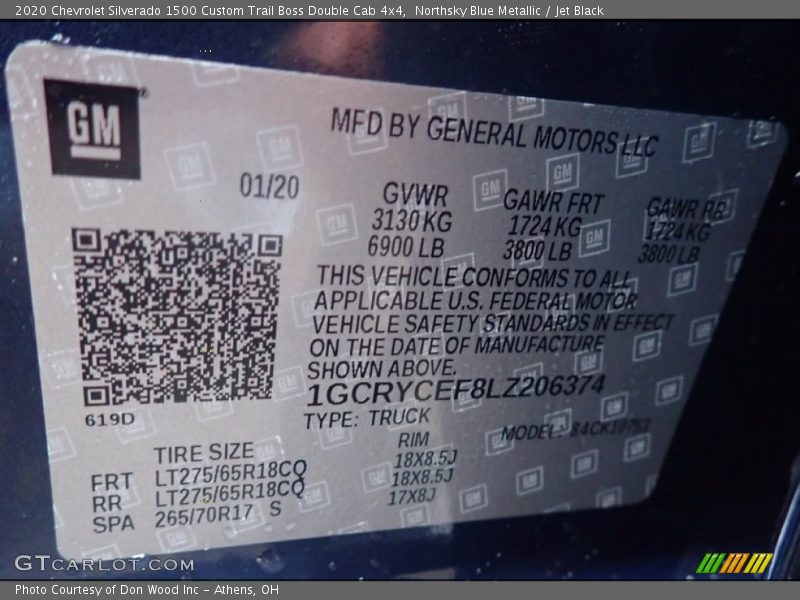 2020 Chevrolet Silverado 1500 Custom Trail Boss Double Cab 4x4, Northsky Blue Metallic / Jet Black
GM
MFD BY GENERAL MOTORS LLC
01/20
GVWR GAWR FRT GAWR RR
3130 KG 1724 KG 1724 KG
6900 LB 3800 LB 3800 LB
THIS VEHICLE CONFORMS TO ALL
APPLICABLE U.S. FEDERAL MOTOR
VEHICLE SAFETY STANDARDS IN EFFECT
ON THE DATE OF MANUFACTURE
SHOWN ABOVE.
1GCRYCEF8LZ206374
619D
TYPE: TRUCK MODEL:
TIRE SIZE RIM
FRT LT275/65R18CQ 18X8.5J
RR LT275/65R18CQ 18X8.5J
SPA 265/70R17 S 17X8J
GTCARLOT.COM
Photo Courtesy of Don Wood Inc - Athens, OH